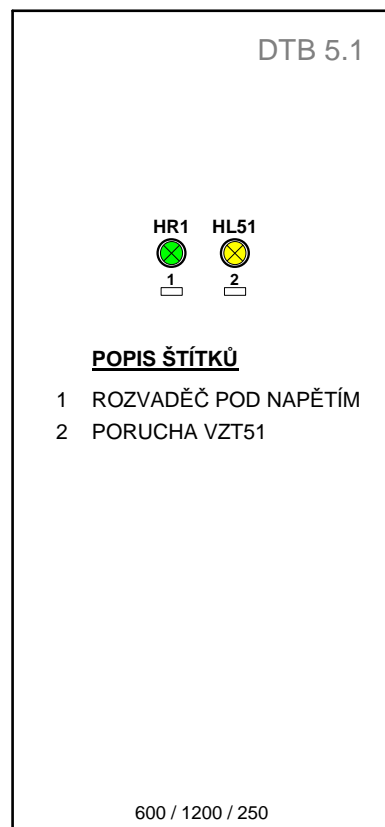 DTB 5.1
HR1 HL51
1 2
POPIS ŠTÍTKŮ
1 ROZVADĚČ POD NAPĚTÍM
2 PORUCHA VZT51
600 / 1200 / 250